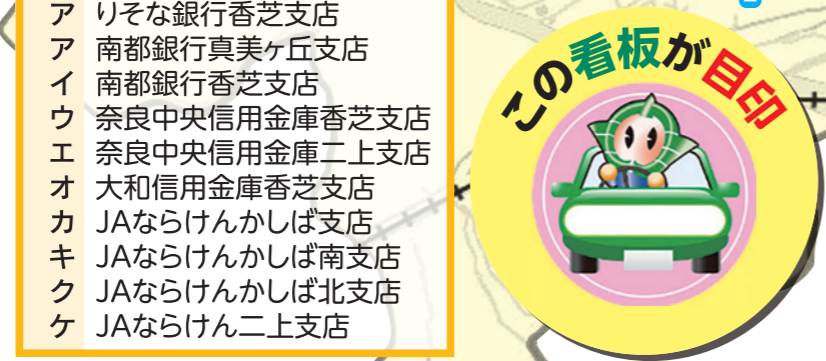 ア りそな銀行香芝支店
ア 南都銀行真美ヶ丘支店
イ 南都銀行香芝支店
ウ 奈良中央信用金庫香芝支店
エ 奈良中央信用金庫二上支店
オ 大和信用金庫香芝支店
カ JAならけんかしば支店
キ JAならけんかしば南支店
ク JAならけんかしば北支店
ケ JAならけん二上支店
この看板が目印